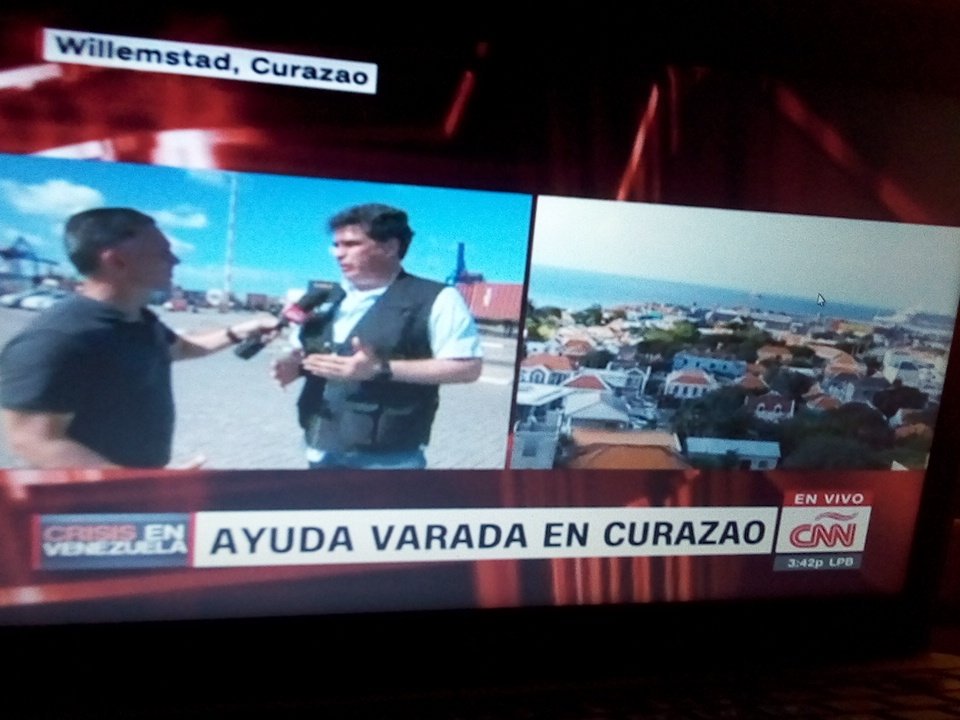 Willemstad, Curazao
CRISIS EN
VENEZUELA
AYUDA VARADA EN CURAZAO
EN VIVO
CNN
3:42p LPB